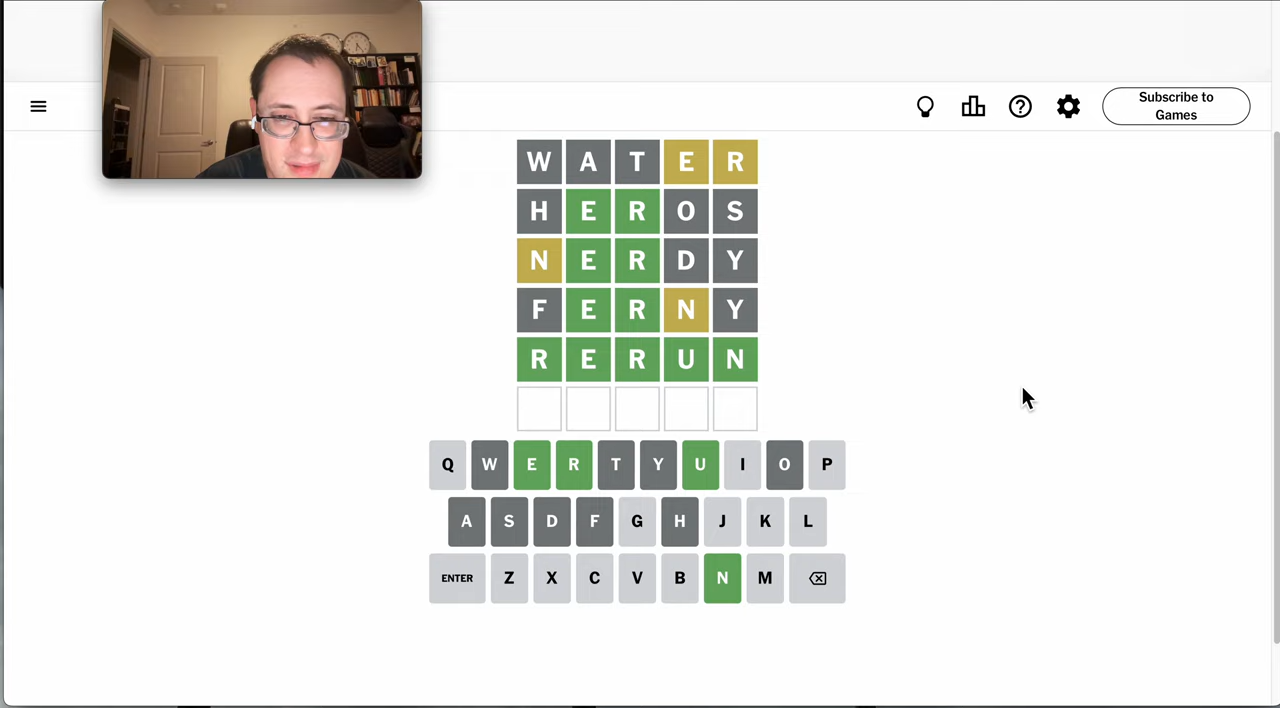 Subscribe to
Games
W A T E R
H E R O S
N E R D Y
F E R N Y
R E R U N
Q W E R T Y U I O P
A S D F G H J K L
ENTER Z X C V B N M